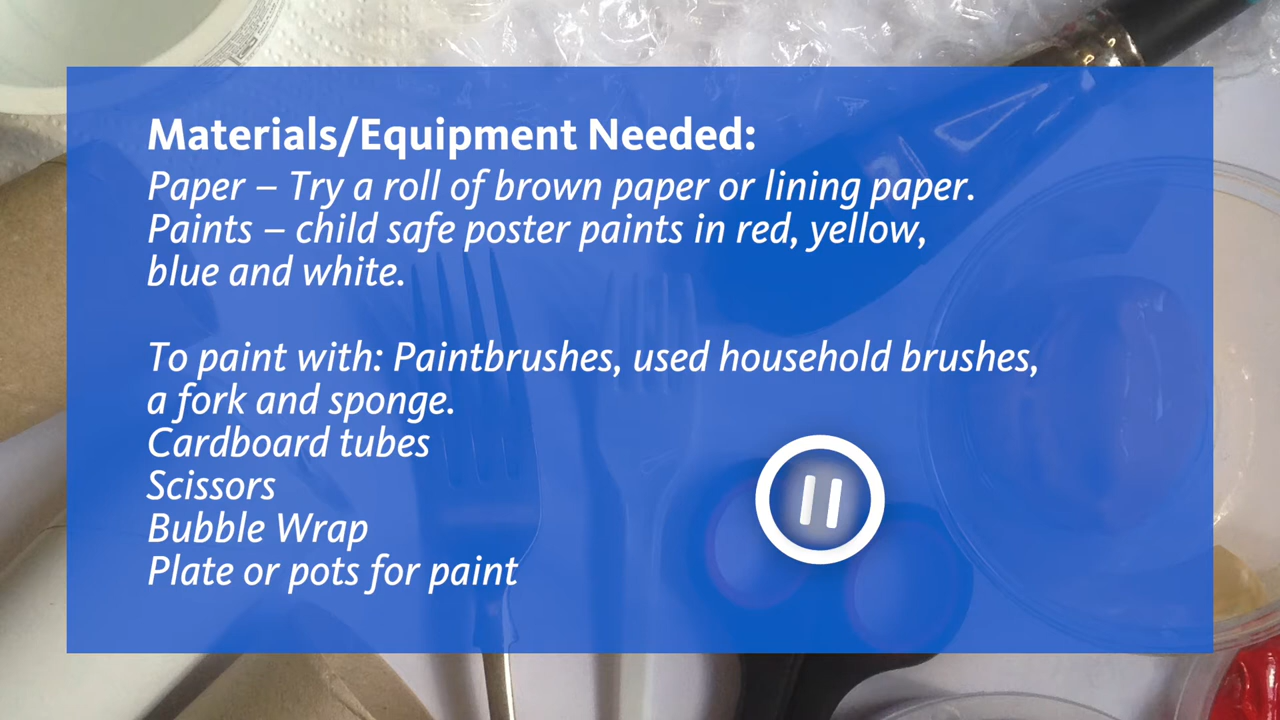 Materials/Equipment Needed:
Paper – Try a roll of brown paper or lining paper.
Paints – child safe poster paints in red, yellow,
blue and white.
To paint with: Paintbrushes, used household brushes,
a fork and sponge.
Cardboard tubes
Scissors
Bubble Wrap
Plate or pots for paint